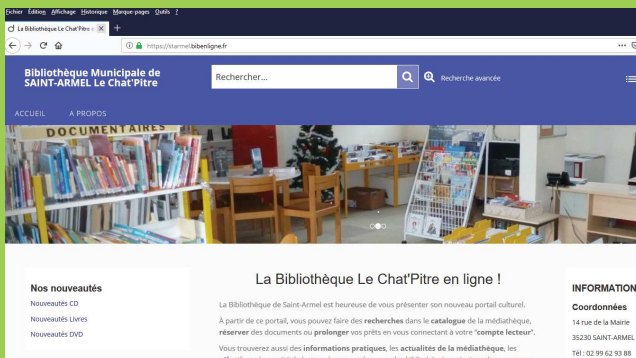 Fichier Édition Affichage Historique Marque-pages Outils ?
La Bibliothèque Le Chat'Pitre
https://starmel.bibenligne.fr
Bibliothèque Municipale de
SAINT-ARMEL Le Chat'Pitre
Rechercher...
Recherche avancée
ACCUEIL A PROPOS
DOCUMENTAIRES
La Bibliothèque Le Chat'Pitre en ligne !
Nos nouveautés
Nouveautés CD
Nouveautés Livres
Nouveautés DVD
La Bibliothèque de Saint-Armel est heureuse de vous présenter son nouveau portail culturel.
À partir de ce portail, vous pouvez faire des recherches dans le catalogue de la médiathèque,
réserver des documents ou prolonger vos prêts en vous connectant à votre "compte lecteur".
Vous trouverez aussi des informations pratiques, les actualités de la médiathèque, les
INFORMATION
Coordonnées
14 rue de la Mairie
35230 SAINT-ARMEL
Tél : 02 99 62 93 88